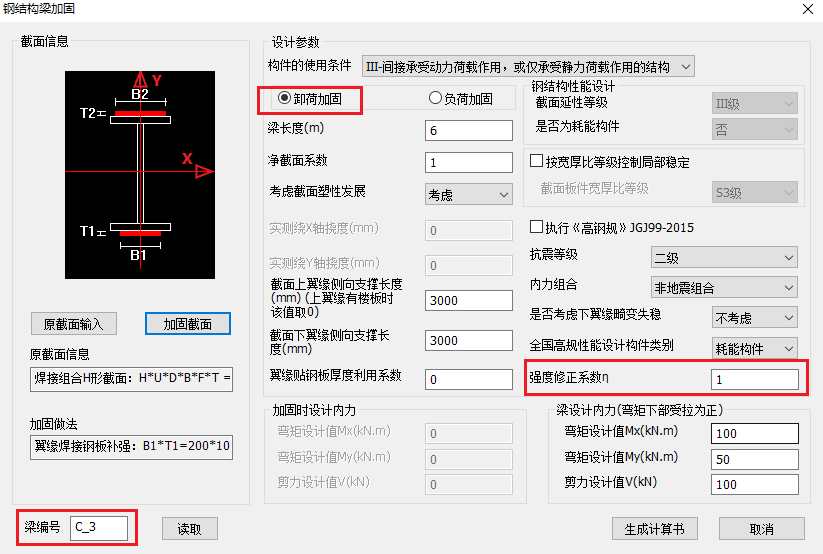 钢结构梁加固
截面信息
Y
B2
T2
X
T1
B1
原截面输入
加固截面
原截面信息
焊接组合H形截面：H*U*D*B*F*T =
加固做法
翼缘焊接钢板补强：B1*T1=200*10
梁编号
C_3
读取
设计参数
构件的使用条件
III-间接承受动力荷载作用，或仅承受静力荷载作用的结构
卸荷加固
负荷加固
梁长度(m)
6
净截面系数
1
考虑截面塑性发展
考虑
实测绕X轴挠度(mm)
0
实测绕Y轴挠度(mm)
0
截面上翼缘侧向支撑长度
(mm) (上翼缘有楼板时
该值取0)
3000
截面下翼缘侧向支撑长
度(mm)
3000
翼缘贴钢板厚度利用系数
0
钢结构性能设计
截面延性等级
III级
是否为耗能构件
否
按宽厚比等级控制局部稳定
截面板件宽厚比等级
S3级
执行《高钢规》JGJ99-2015
抗震等级
二级
内力组合
非地震组合
是否考虑下翼缘畸变失稳
不考虑
全国高规性能设计构件类别
耗能构件
强度修正系数η
1
加固时设计内力
弯矩设计值Mx(kN.m)
0
弯矩设计值My(kN.m)
0
剪力设计值V(kN)
0
梁设计内力(弯矩下部受拉为正)
弯矩设计值Mx(kN.m)
100
弯矩设计值My(kN.m)
50
剪力设计值V(kN)
100
生成计算书
取消